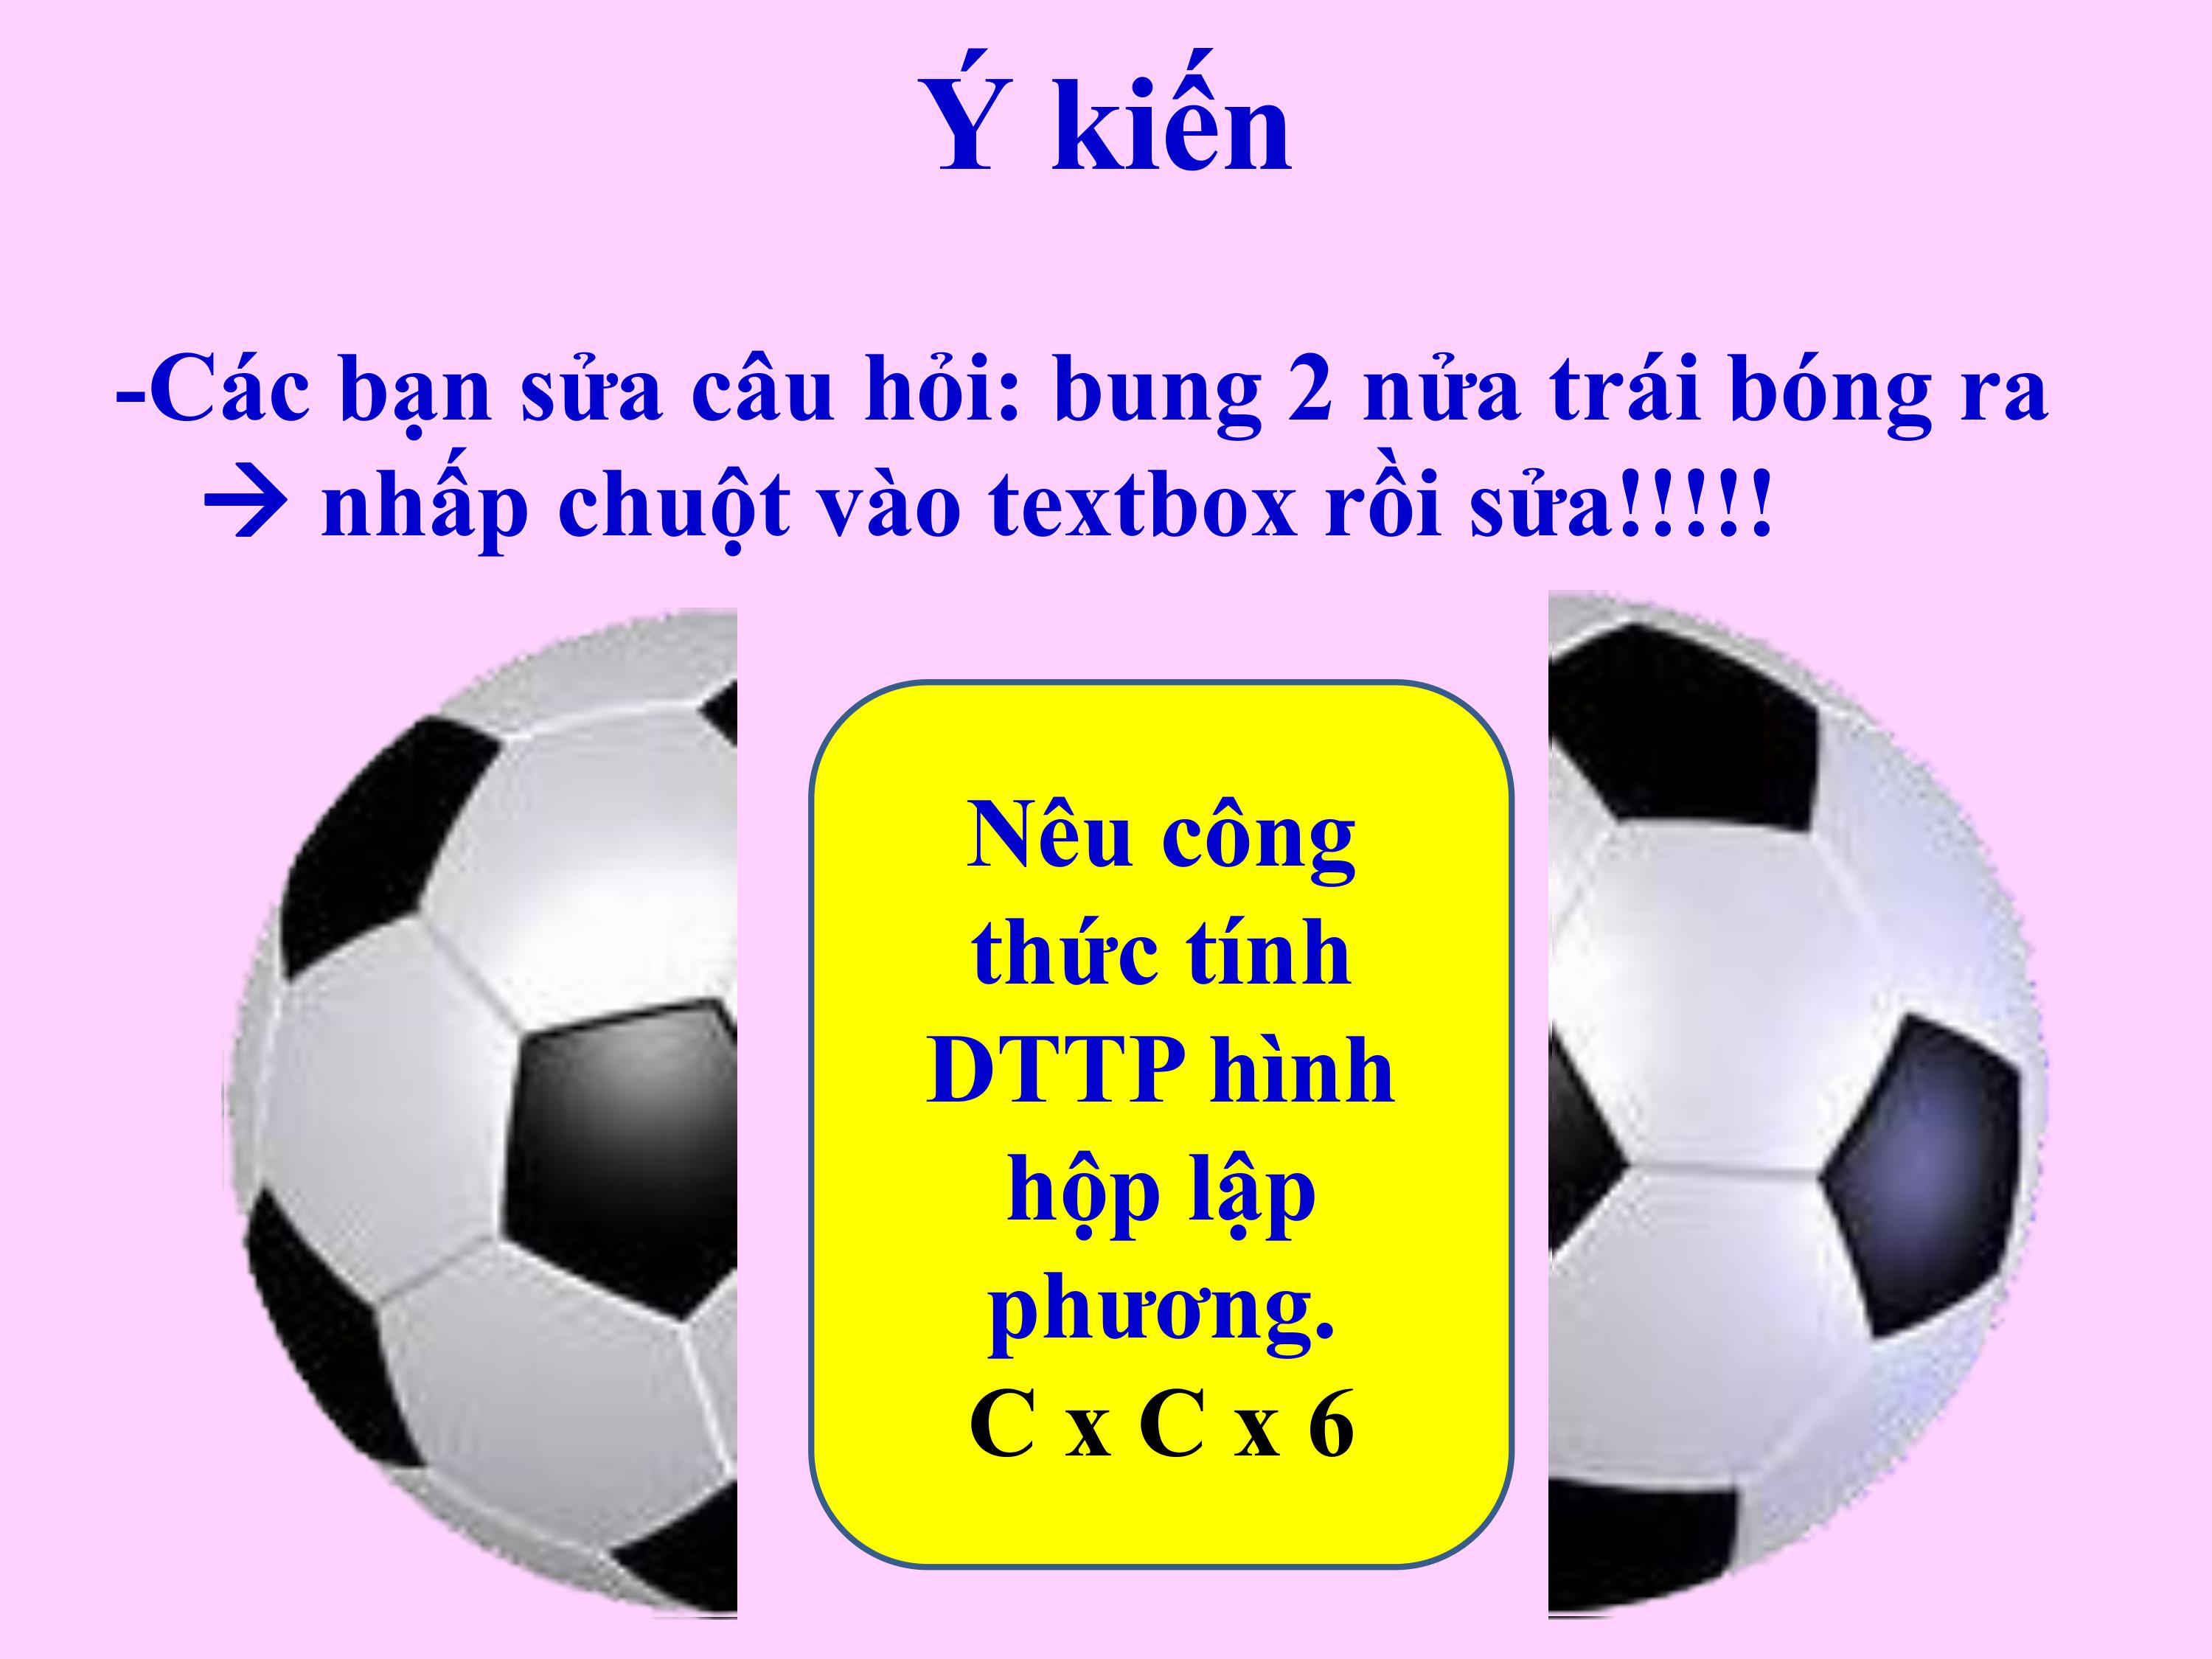 Ý kiến
-Các bạn sửa câu hỏi: bung 2 nửa trái bóng ra
→ nhấp chuột vào textbox rồi sửa!!!!!
Nêu công
thức tính
DTTP hình
hộp lập
phương.
C x C x 6